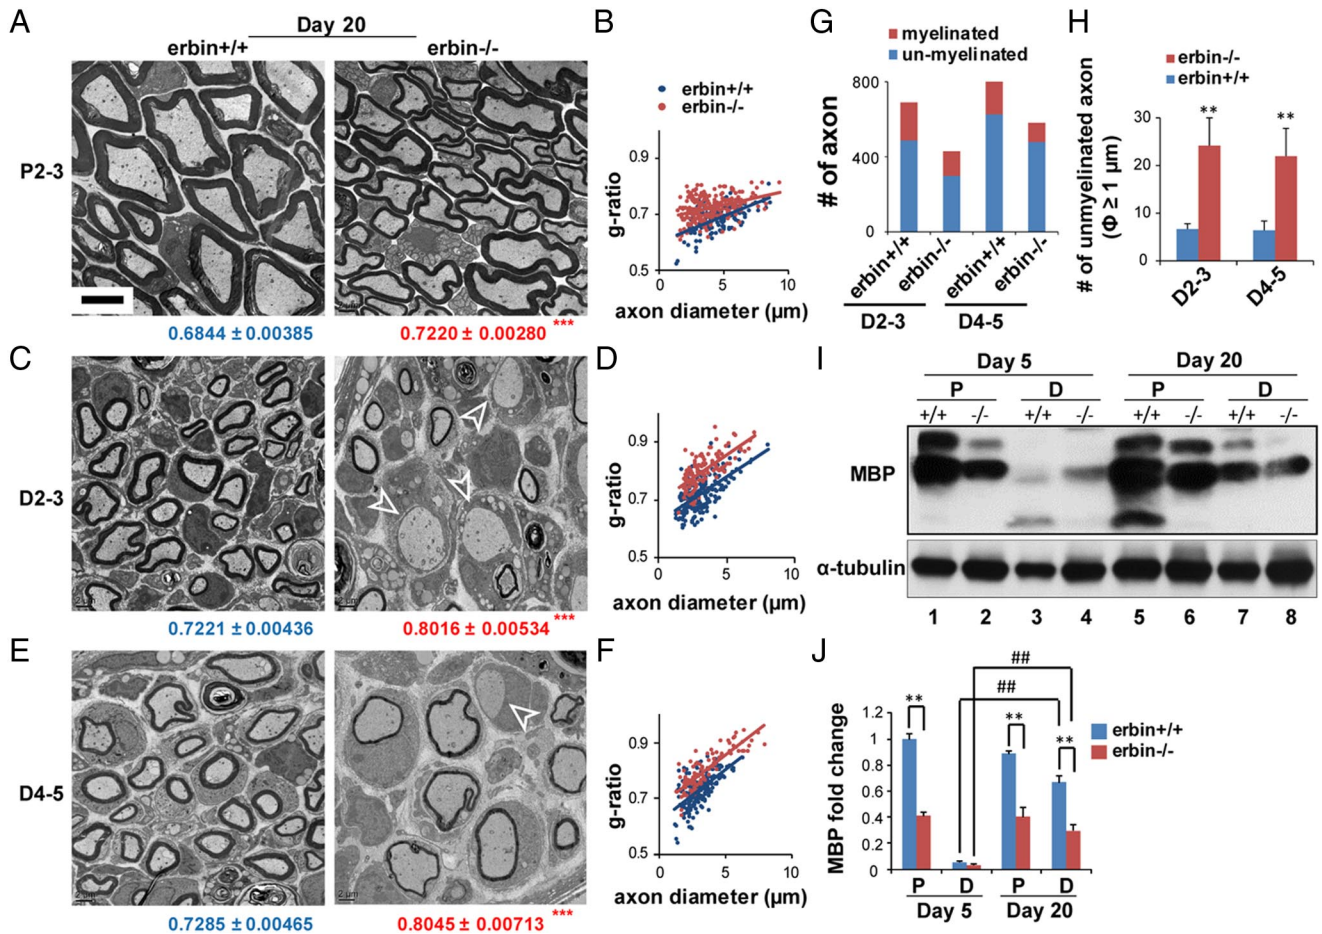 A
Day 20
erbin+/+
erbin-/-
P2-3
0.6844 ± 0.00385
0.7220 ± 0.00280 ***
B
erbin+/+
erbin-/-
0.9
0.7
0.5
g-ratio
0 5 10
axon diameter (µm)
C
D2-3
2 µm
0.7221 ± 0.00436
0.8016 ± 0.00534 ***
D
0.9
0.7
0.5
g-ratio
0 5 10
axon diameter (µm)
E
D4-5
2 µm
2 µm
0.7285 ± 0.00465
0.8045 ± 0.00713 ***
F
0.9
0.7
0.5
g-ratio
0 5 10
axon diameter (µm)
G
myelinated
un-myelinated
800
400
0
# of axon
erbin+/+
erbin-/-
erbin+/+
erbin-/-
D2-3
D4-5
H
erbin-/-
erbin+/+
# of unmyelinated axon
(Φ ≥ 1 µm)
30
20
10
0
** **
D2-3
D4-5
I
Day 5 Day 20
P D P D
+/+ -/- +/+ -/- +/+ -/- +/+ -/-
MBP
α-tubulin
1 2 3 4 5 6 7 8
J
##
##
** ** **
erbin+/+
erbin-/-
MBP fold change
1.2
1
0.8
0.6
0.4
0.2
0
P D P D
Day 5 Day 20